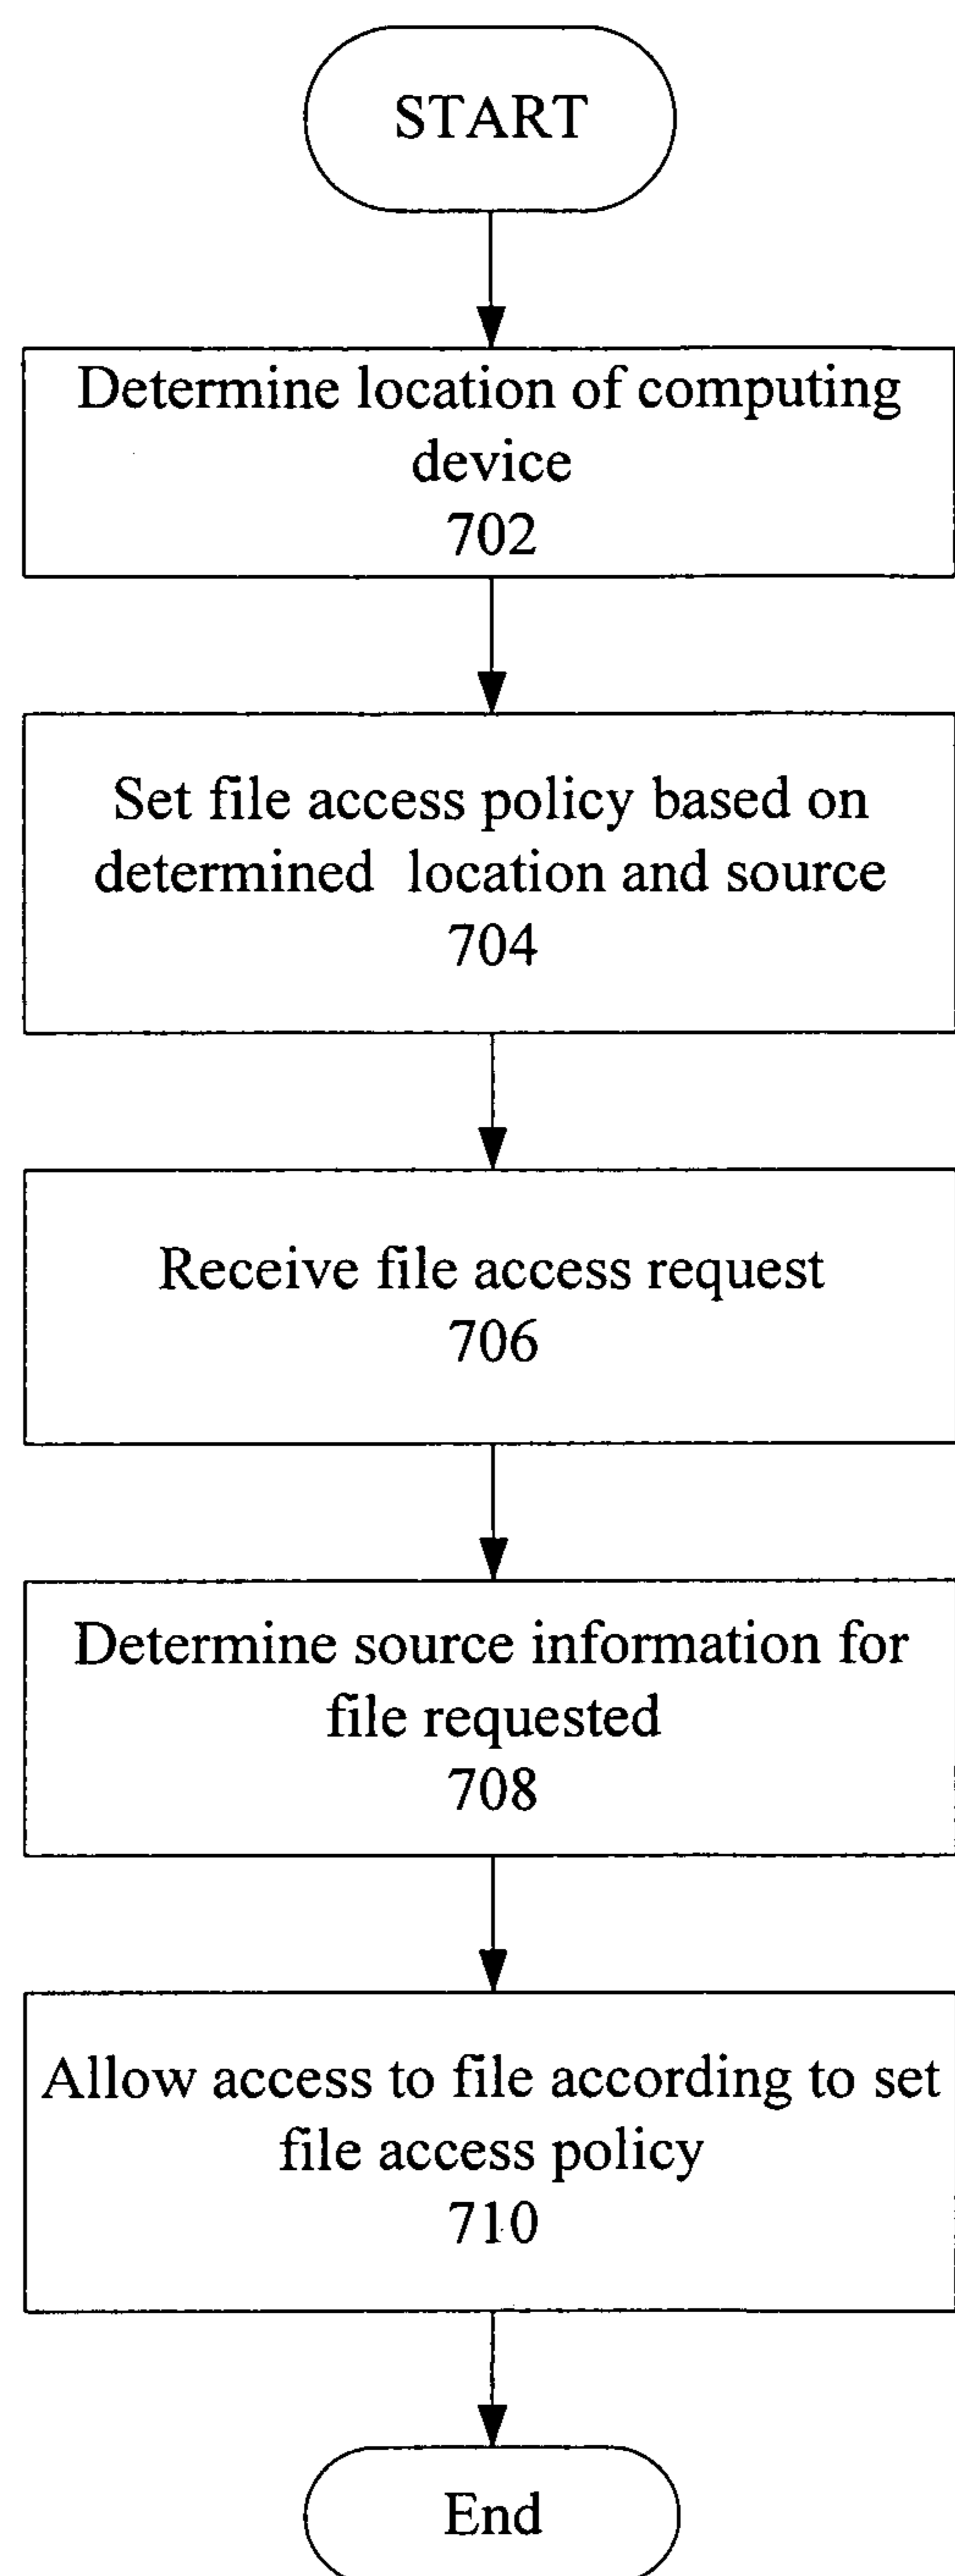 START
Determine location of computing
device
702
Set file access policy based on
determined location and source
704
Receive file access request
706
Determine source information for
file requested
708
Allow access to file according to set
file access policy
710
End